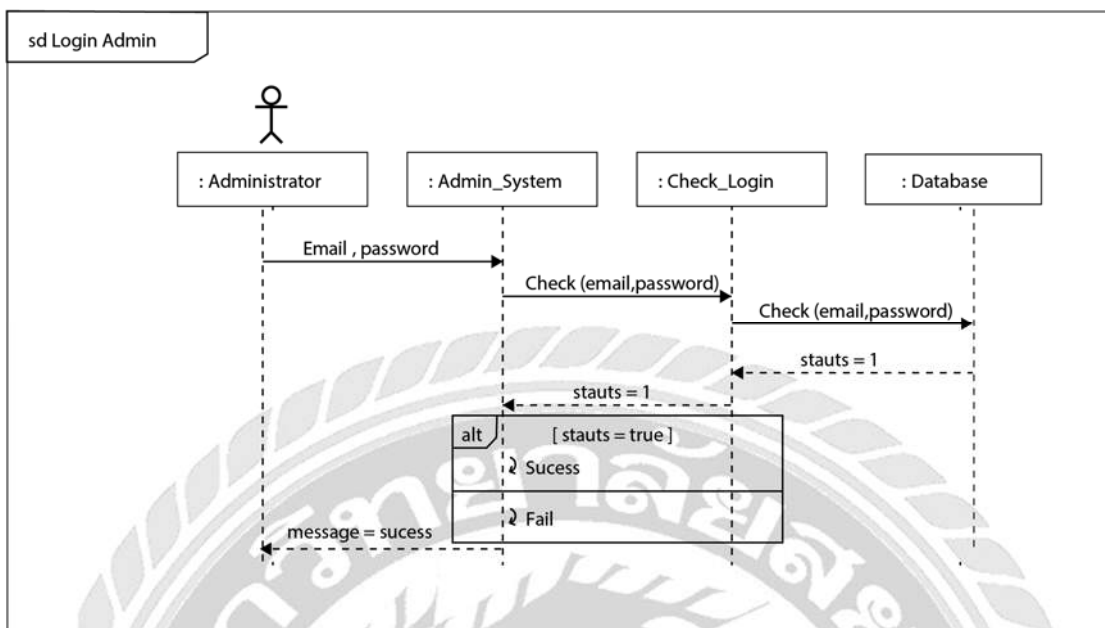 sd Login Admin
: Administrator
: Admin_System
: Check_Login
: Database
Email , password
Check (email,password)
Check (email,password)
stauts = 1
stauts = 1
alt
[ stauts = true ]
Sucess
Fail
message = sucess